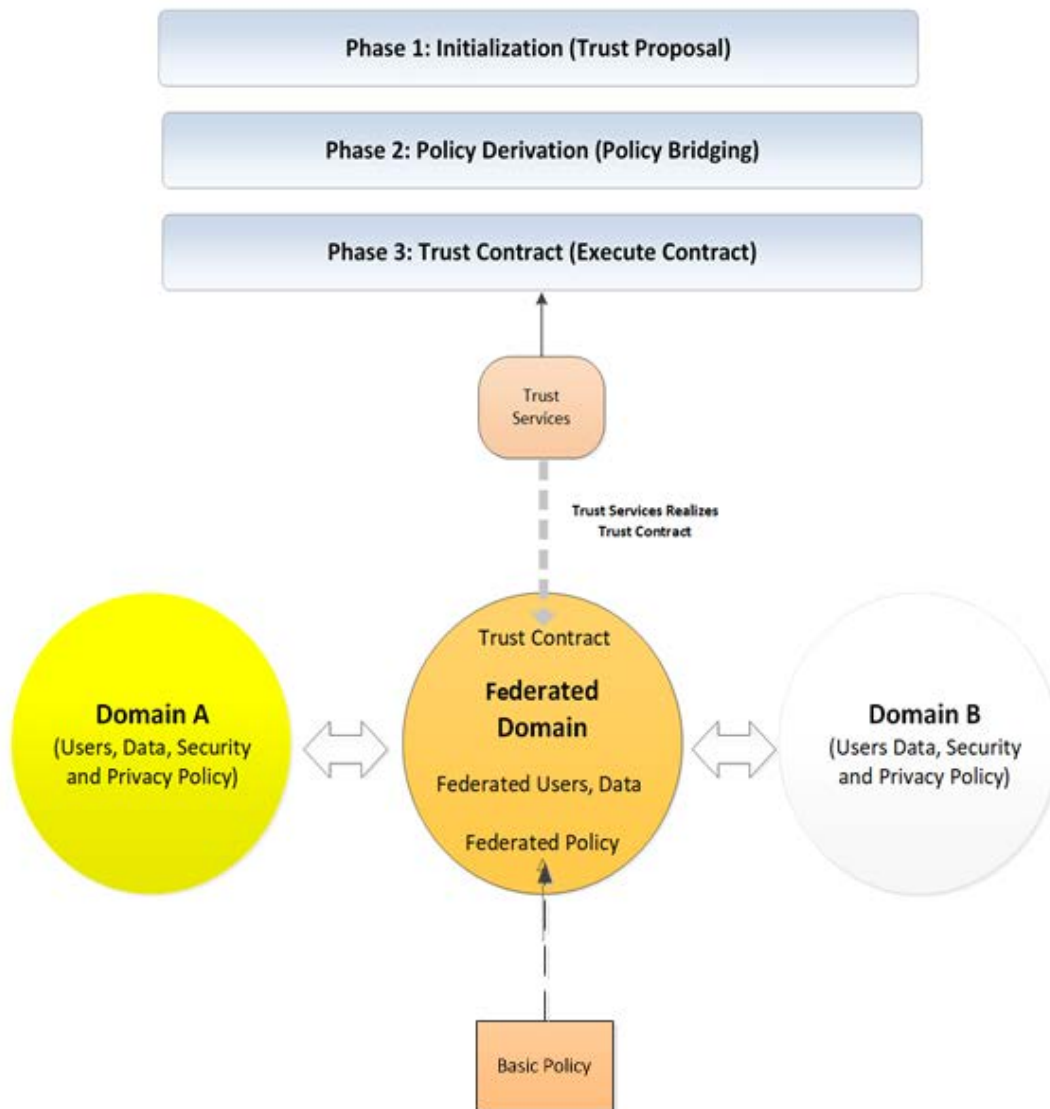 Phase 1: Initialization (Trust Proposal)
Phase 2: Policy Derivation (Policy Bridging)
Phase 3: Trust Contract (Execute Contract)
Trust
Services
Trust Services Realizes
Trust Contract
Trust Contract
Federated
Domain
Federated Users, Data
Federated Policy
Domain A
(Users, Data, Security
and Privacy Policy)
Domain B
(Users Data, Security
and Privacy Policy)
Basic Policy